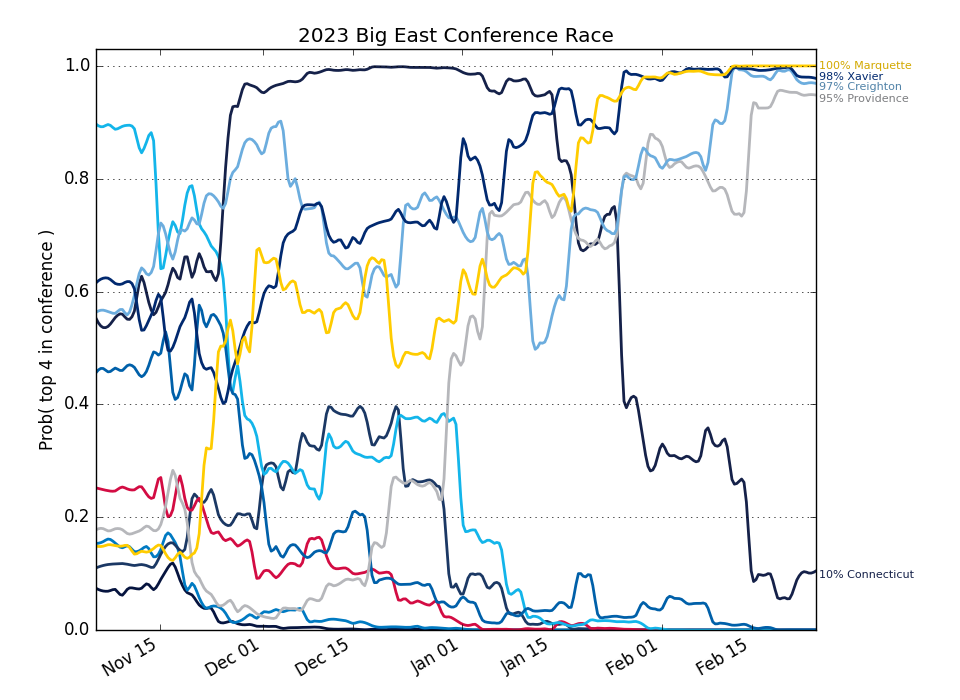 2023 Big East Conference Race
Prob( top 4 in conference )
1.0
0.8
0.6
0.4
0.2
0.0
Nov 15
Dec 01
Dec 15
Jan 01
Jan 15
Feb 01
Feb 15
100% Marquette
98% Xavier
97% Creighton
95% Providence
10% Connecticut